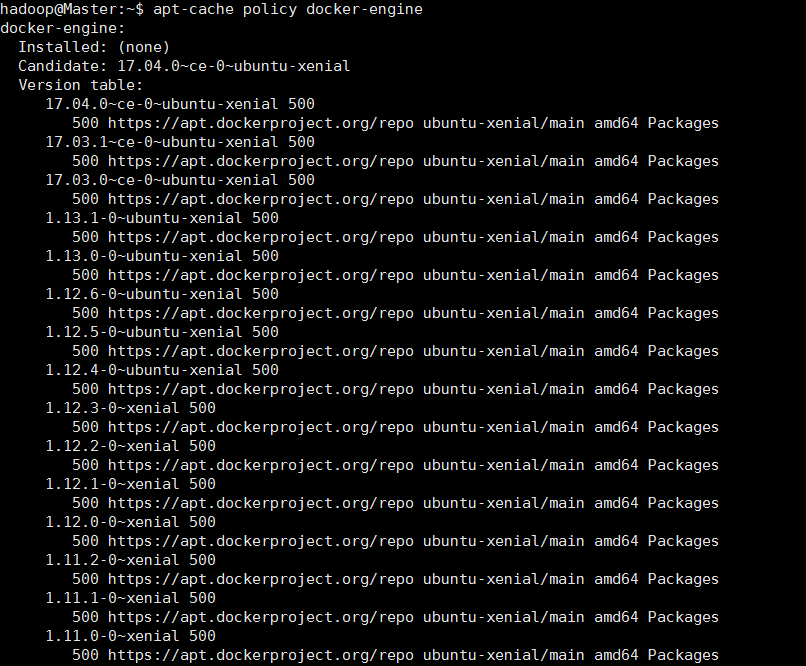 hadoop@Master:~$ apt-cache policy docker-engine
docker-engine:
  Installed: (none)
  Candidate: 17.04.0~ce-0~ubuntu-xenial
  Version table:
     17.04.0~ce-0~ubuntu-xenial 500
        500 https://apt.dockerproject.org/repo ubuntu-xenial/main amd64 Packages
     17.03.1~ce-0~ubuntu-xenial 500
        500 https://apt.dockerproject.org/repo ubuntu-xenial/main amd64 Packages
     17.03.0~ce-0~ubuntu-xenial 500
        500 https://apt.dockerproject.org/repo ubuntu-xenial/main amd64 Packages
     1.13.1-0~ubuntu-xenial 500
        500 https://apt.dockerproject.org/repo ubuntu-xenial/main amd64 Packages
     1.13.0-0~ubuntu-xenial 500
        500 https://apt.dockerproject.org/repo ubuntu-xenial/main amd64 Packages
     1.12.6-0~ubuntu-xenial 500
        500 https://apt.dockerproject.org/repo ubuntu-xenial/main amd64 Packages
     1.12.5-0~ubuntu-xenial 500
        500 https://apt.dockerproject.org/repo ubuntu-xenial/main amd64 Packages
     1.12.4-0~ubuntu-xenial 500
        500 https://apt.dockerproject.org/repo ubuntu-xenial/main amd64 Packages
     1.12.3-0~xenial 500
        500 https://apt.dockerproject.org/repo ubuntu-xenial/main amd64 Packages
     1.12.2-0~xenial 500
        500 https://apt.dockerproject.org/repo ubuntu-xenial/main amd64 Packages
     1.12.1-0~xenial 500
        500 https://apt.dockerproject.org/repo ubuntu-xenial/main amd64 Packages
     1.12.0-0~xenial 500
        500 https://apt.dockerproject.org/repo ubuntu-xenial/main amd64 Packages
     1.11.2-0~xenial 500
        500 https://apt.dockerproject.org/repo ubuntu-xenial/main amd64 Packages
     1.11.1-0~xenial 500
        500 https://apt.dockerproject.org/repo ubuntu-xenial/main amd64 Packages
     1.11.0-0~xenial 500
        500 https://apt.dockerproject.org/repo ubuntu-xenial/main amd64 Packages